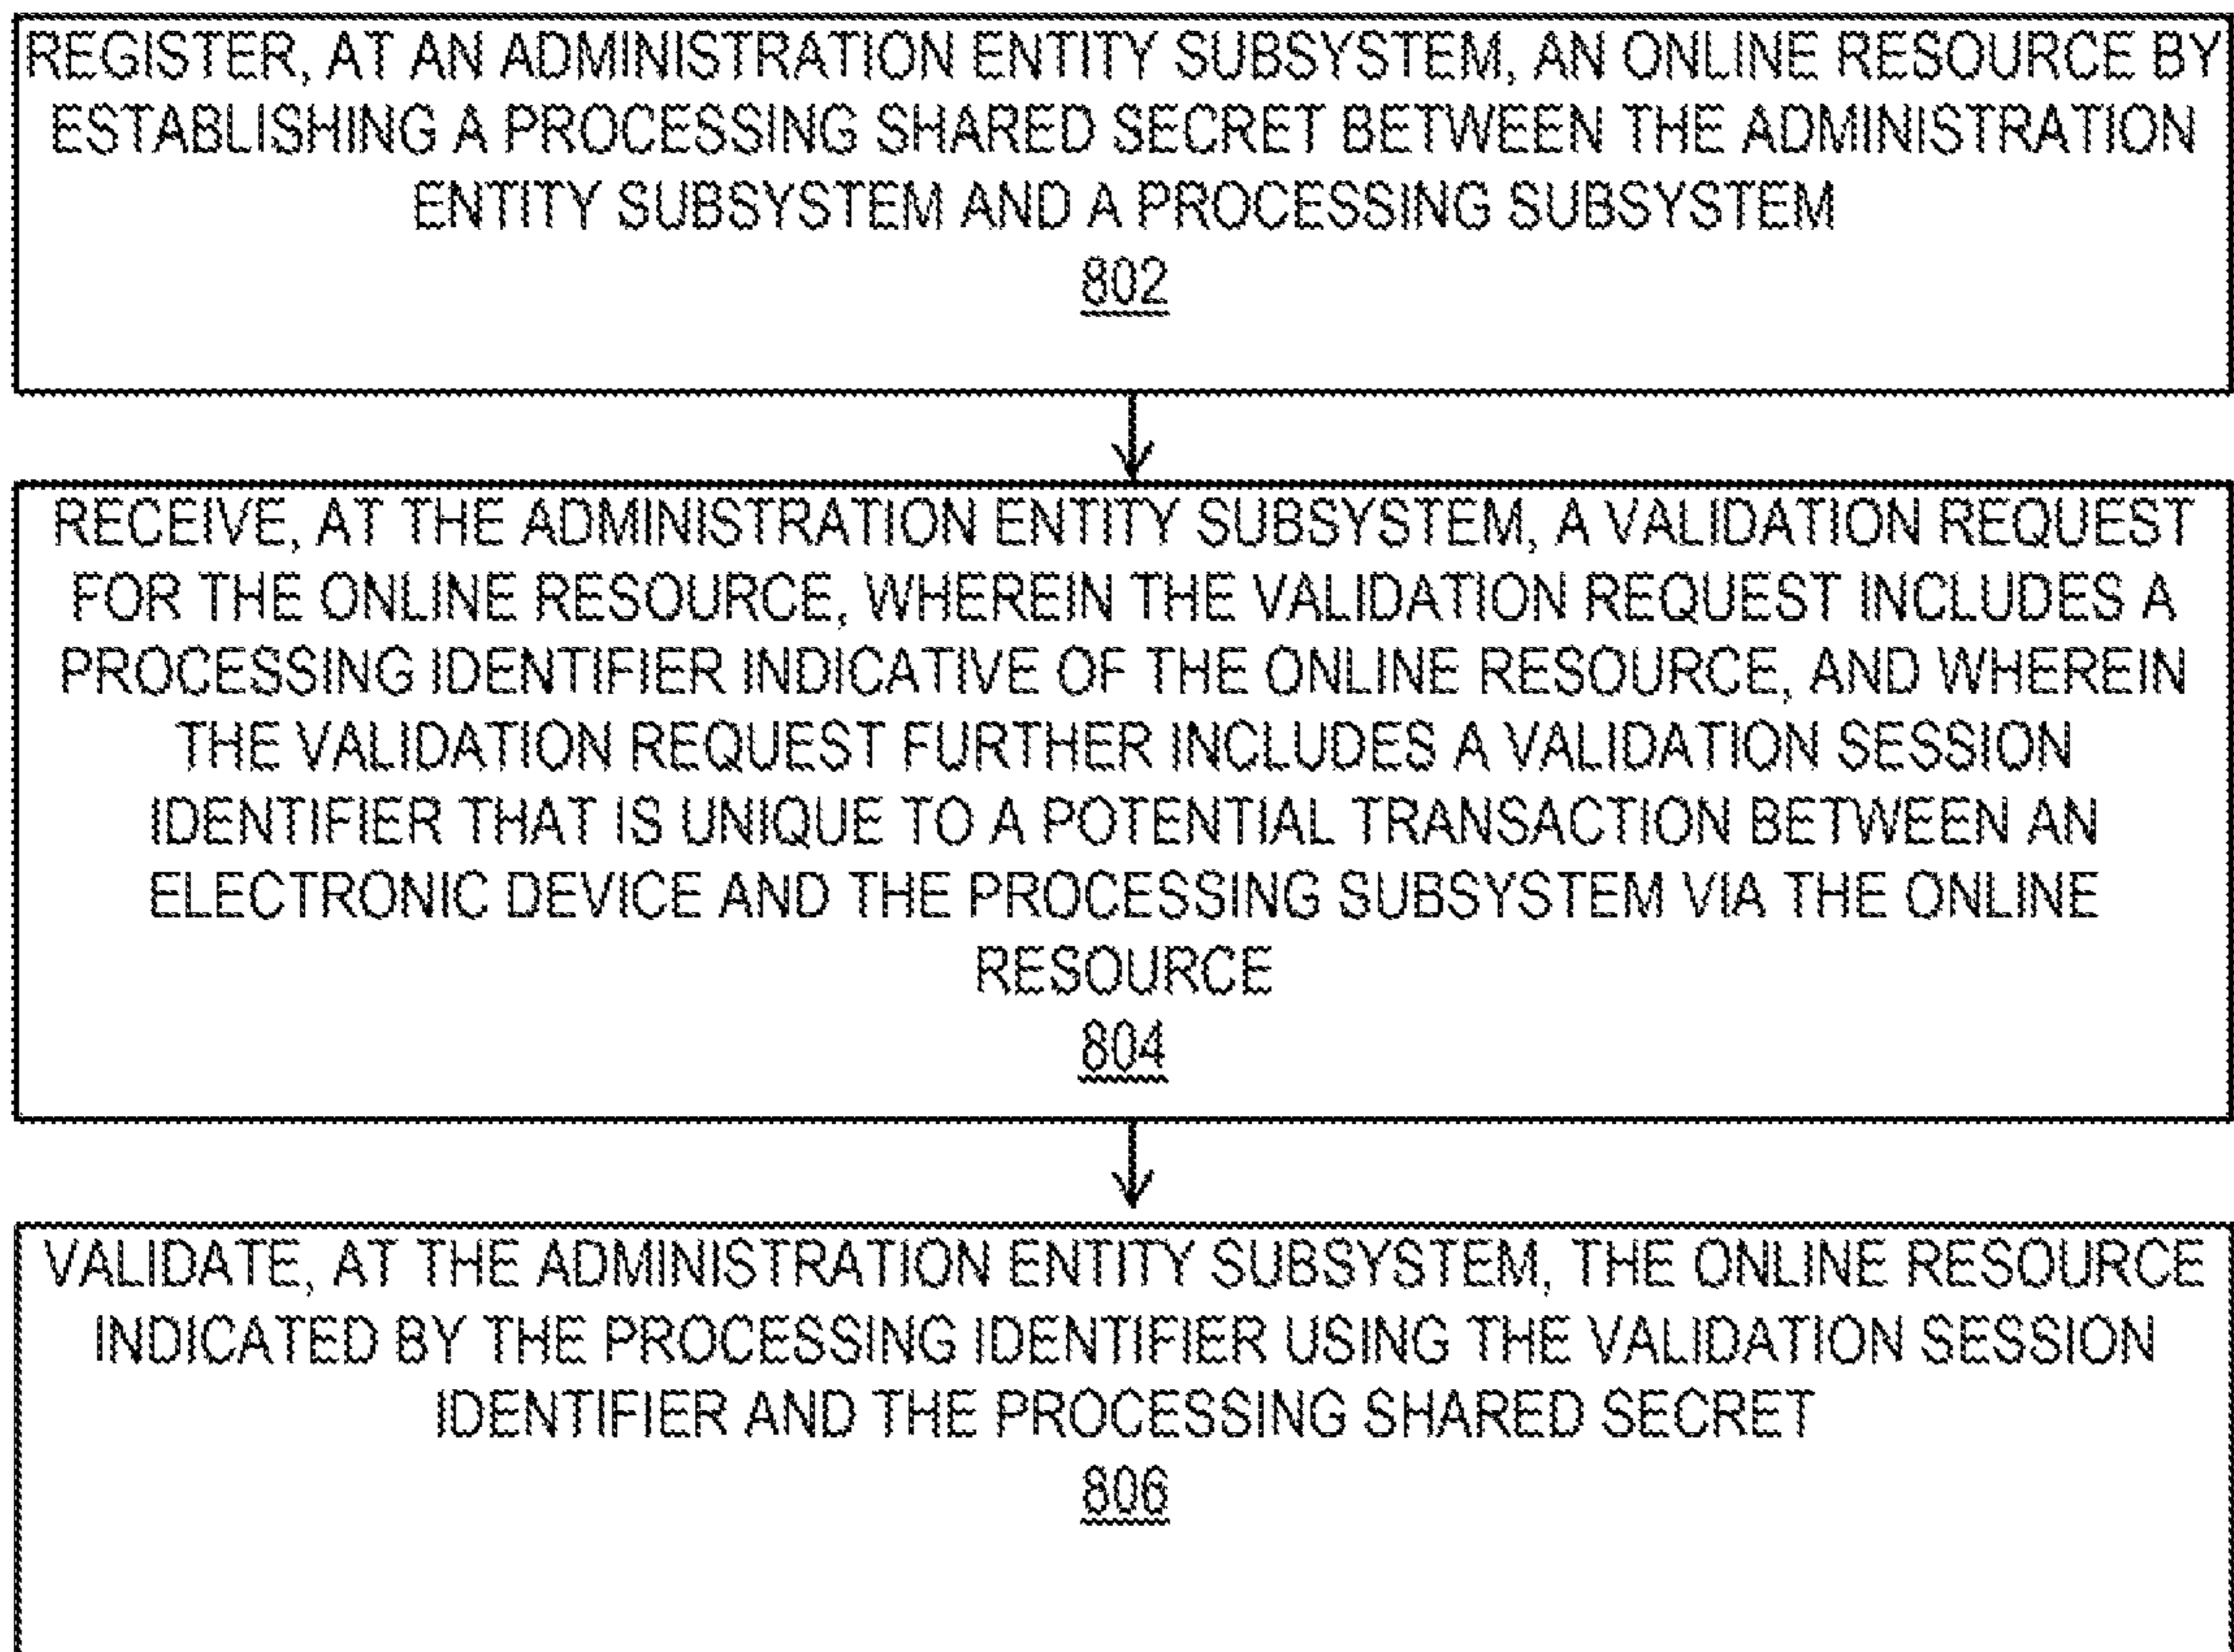 REGISTER, AT AN ADMINISTRATION ENTITY SUBSYSTEM, AN ONLINE RESOURCE BY
ESTABLISHING A PROCESSING SHARED SECRET BETWEEN THE ADMINISTRATION
ENTITY SUBSYSTEM AND A PROCESSING SUBSYSTEM
802
RECEIVE, AT THE ADMINISTRATION ENTITY SUBSYSTEM, A VALIDATION REQUEST
FOR THE ONLINE RESOURCE, WHEREIN THE VALIDATION REQUEST INCLUDES A
PROCESSING IDENTIFIER INDICATIVE OF THE ONLINE RESOURCE, AND WHEREIN
THE VALIDATION REQUEST FURTHER INCLUDES A VALIDATION SESSION
IDENTIFIER THAT IS UNIQUE TO A POTENTIAL TRANSACTION BETWEEN AN
ELECTRONIC DEVICE AND THE PROCESSING SUBSYSTEM VIA THE ONLINE
RESOURCE
804
VALIDATE, AT THE ADMINISTRATION ENTITY SUBSYSTEM, THE ONLINE RESOURCE
INDICATED BY THE PROCESSING IDENTIFIER USING THE VALIDATION SESSION
IDENTIFIER AND THE PROCESSING SHARED SECRET
806